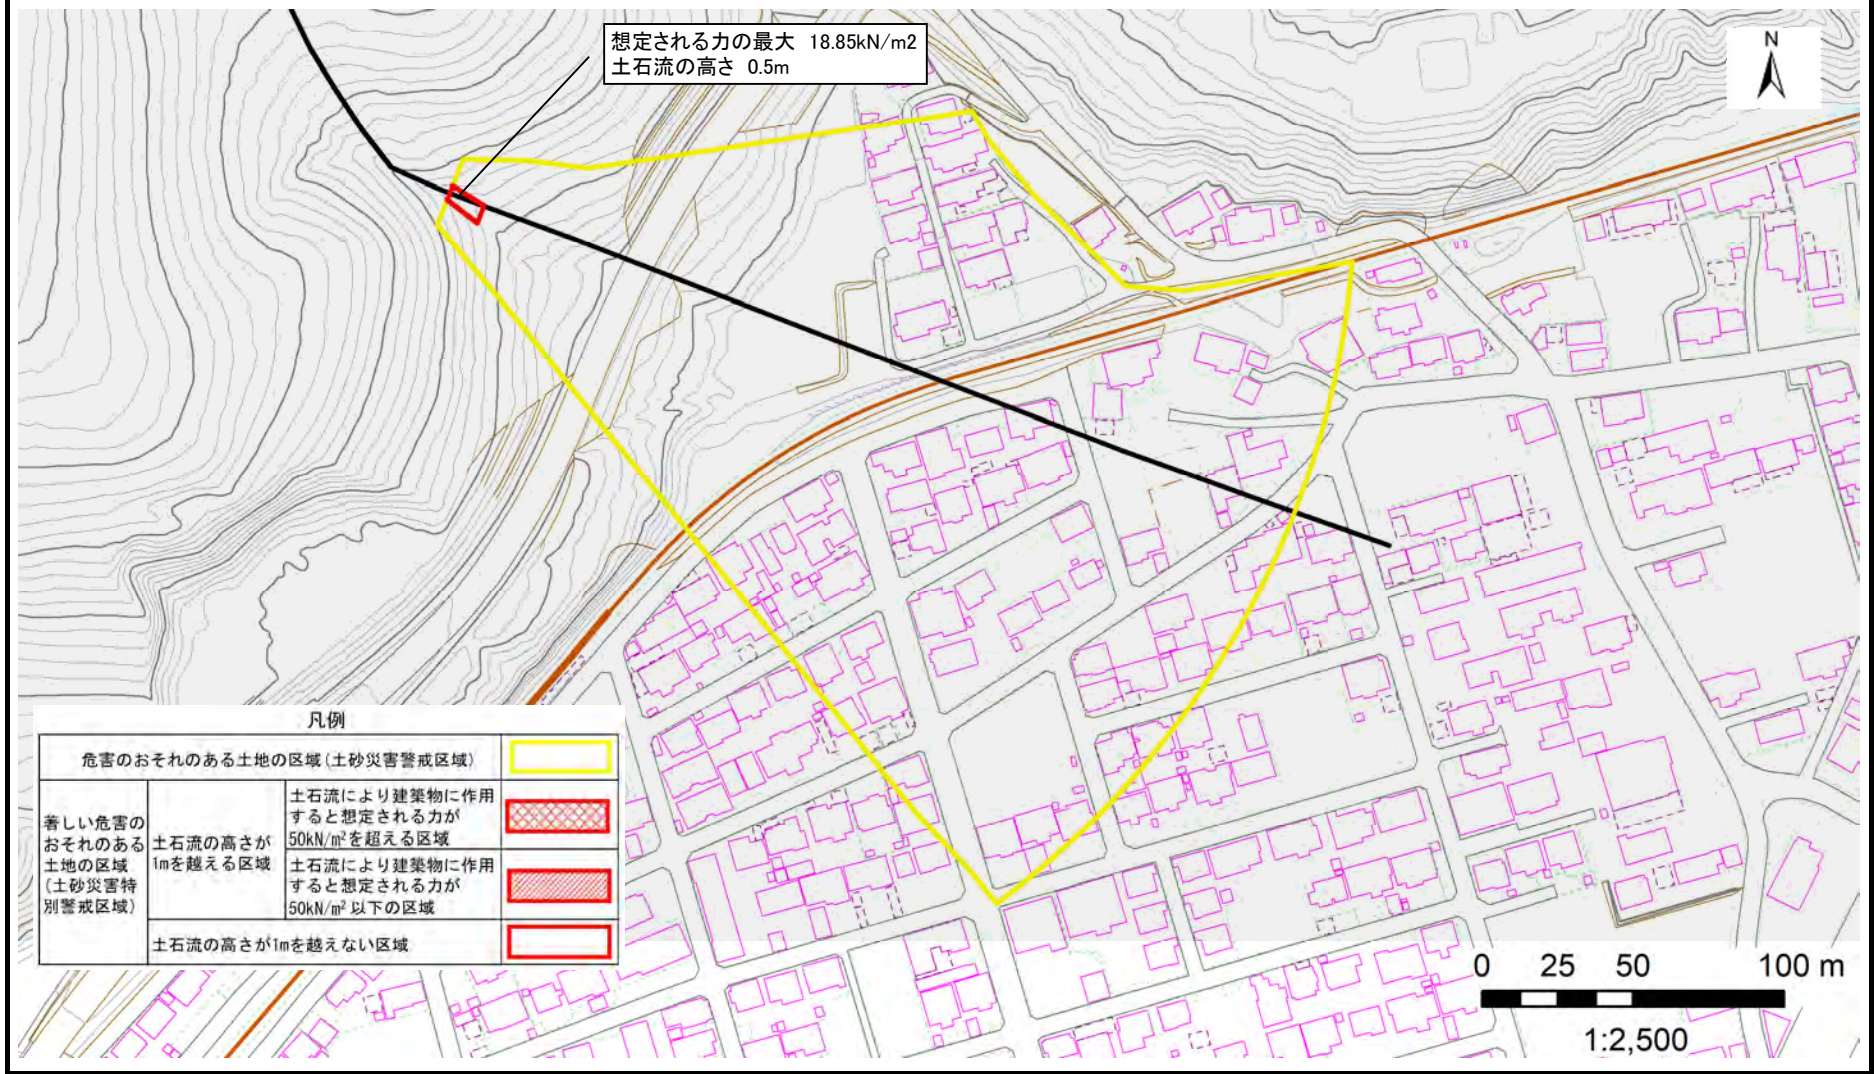 想定される力の最大 18.85kN/m2
土石流の高さ 0.5m
N
凡例
危害のおそれのある土地の区域(土砂災害警戒区域)
著しい危害の
おそれのある
土地の区域
(土砂災害特
別警戒区域)
土石流の高さが
1mを越える区域
土石流により建築物に作用
すると想定される力が
50kN/m²を超える区域
土石流により建築物に作用
すると想定される力が
50kN/m²以下の区域
土石流の高さが1mを越えない区域
0 25 50 100 m
1:2,500